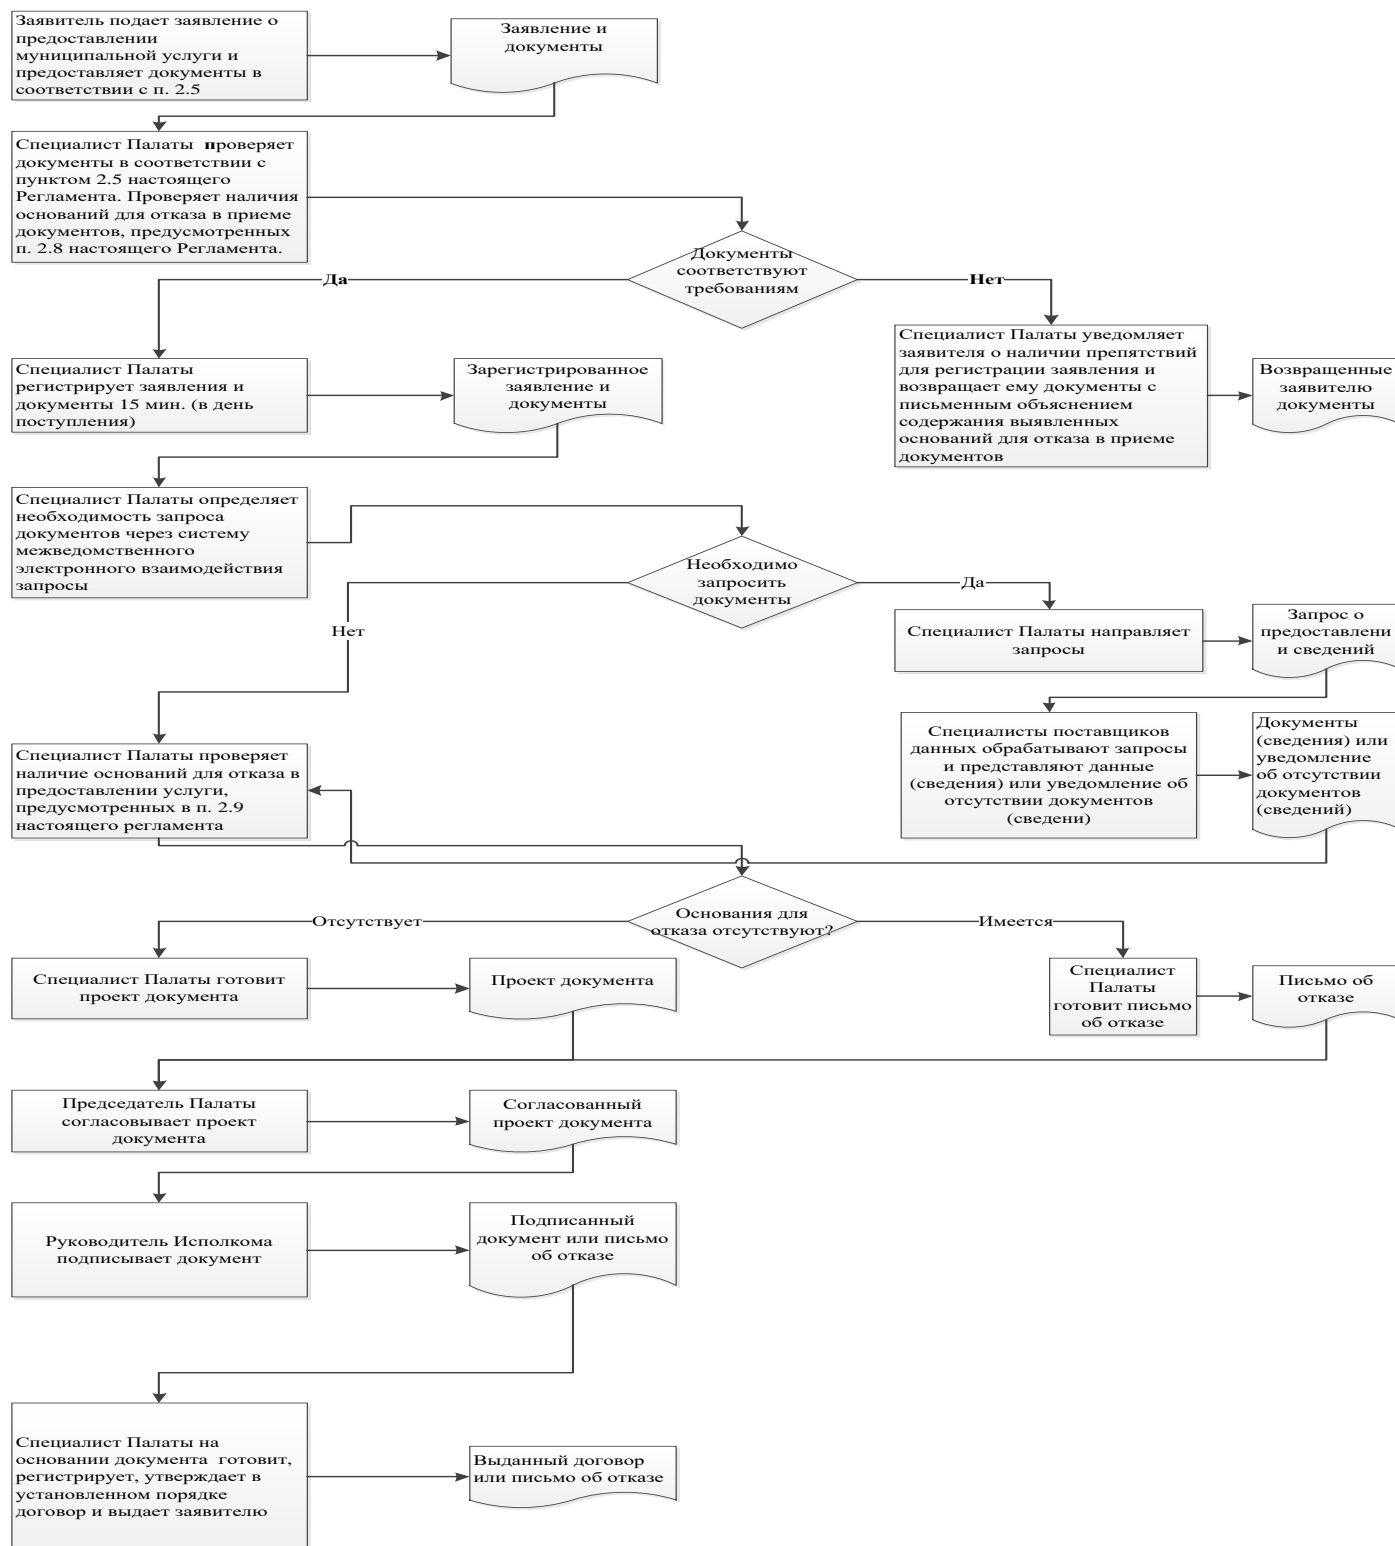 Заявитель подает заявление о
предоставлении
муниципальной услуги и
предоставляет документы в
соответствии с п. 2.5
Заявление и
документы
Специалист Палаты проверяет
документы в соответствии с
пунктом 2.5 настоящего
Регламента. Проверяет наличия
оснований для отказа в приеме
документов, предусмотренных
п. 2.8 настоящего Регламента.
Документы
соответствуют
требованиям
Да
Нет
Специалист Палаты
регистрирует заявления и
документы 15 мин. (в день
поступления)
Зарегистрированное
заявление и
документы
Специалист Палаты уведомляет
заявителя о наличии препятствий
для регистрации заявления и
возвращает ему документы с
письменным объяснением
содержания выявленных
оснований для отказа в приеме
документов
Возвращенные
заявителю
документы
Специалист Палаты определяет
необходимость запроса
документов через систему
межведомственного
электронного взаимодействия
запросы
Необходимо
запросить
документы
Да
Нет
Специалист Палаты направляет
запросы
Запрос о
предоставлени
и сведений
Специалисты поставщиков
данных обрабатывают запросы
и представляют данные
(сведения) или уведомление об
отсутствии документов
(сведени)
Документы
(сведения) или
уведомление
об отсутствии
документов
(сведений)
Специалист Палаты проверяет
наличие оснований для отказа в
предоставлении услуги,
предусмотренных в п. 2.9
настоящего регламента
Основания для
отказа отсутствуют?
Отсутствует
Имеется
Специалист Палаты готовит
проект документа
Проект документа
Специалист
Палаты
готовит письмо
об отказе
Письмо об
отказе
Председатель Палаты
согласовывает проект
документа
Согласованный
проект документа
Руководитель Исполкома
подписывает документ
Подписанный
документ или письмо
об отказе
Специалист Палаты на
основании документа готовит,
регистрирует, утверждает в
установленном порядке
договор и выдает заявителю
Выданный договор
или письмо об отказе